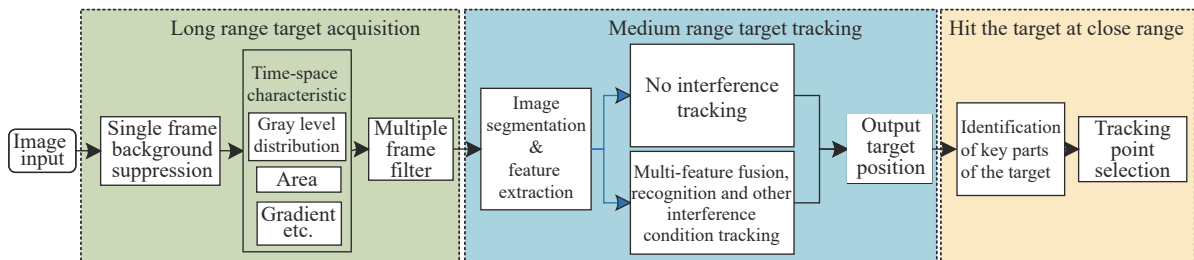 Long range target acquisition
Medium range target tracking
Hit the target at close range
Image
input
Single frame
background
suppression
Time-space
characteristic
Gray level
distribution
Area
Gradient
etc.
Multiple
frame
filter
Image
segmentation
&
feature
extraction
No interference
tracking
Multi-feature fusion,
recognition and other
interference
condition tracking
Output
target
position
Identification
of key parts
of the target
Tracking
point
selection